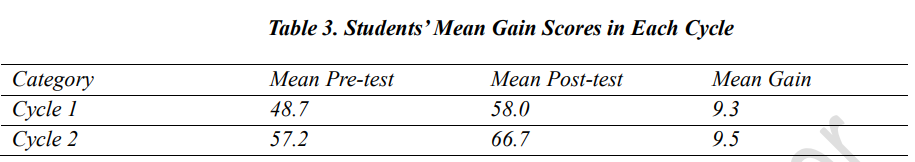 Table 3. Students' Mean Gain Scores in Each Cycle
Category Mean Pre-test Mean Post-test Mean Gain
Cycle 1 48.7 58.0 9.3
Cycle 2 57.2 66.7 9.5